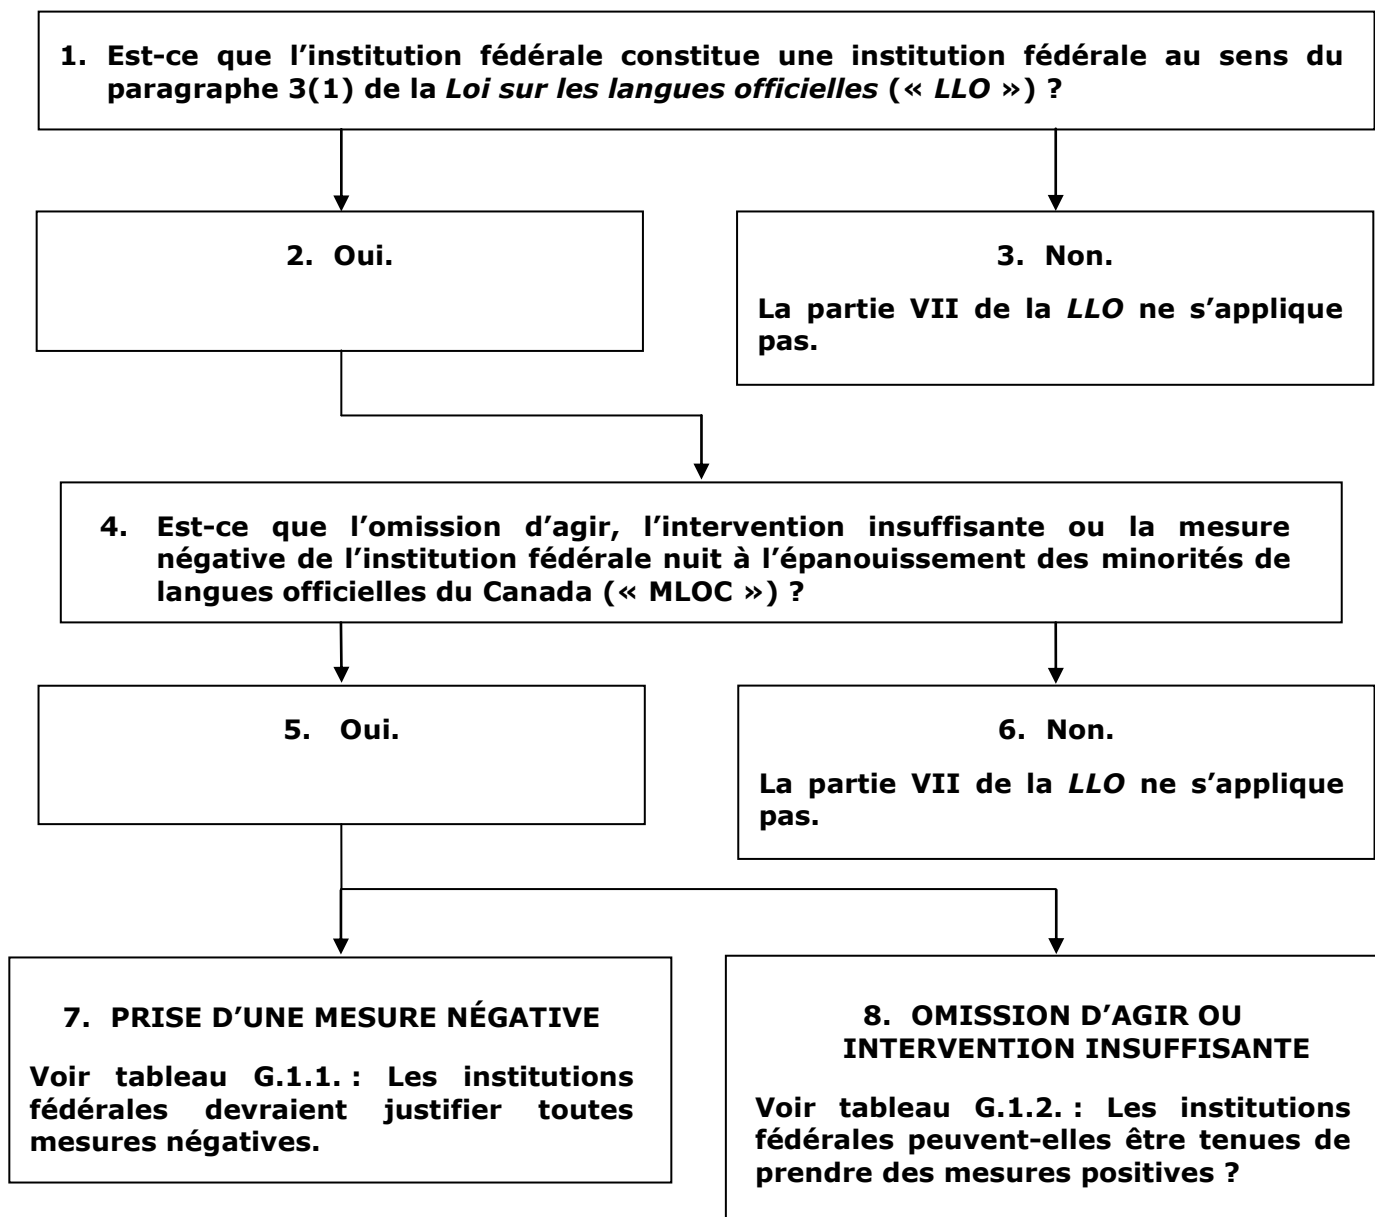 1. Est-ce que l’institution fédérale constitue une institution fédérale au sens du
paragraphe 3(1) de la Loi sur les langues officielles (« LLO ») ?
2. Oui.
3. Non.
La partie VII de la LLO ne s’applique
pas.
4. Est-ce que l’omission d’agir, l’intervention insuffisante ou la mesure
négative de l’institution fédérale nuit à l’épanouissement des minorités de
langues officielles du Canada (« MLOC ») ?
5. Oui.
6. Non.
La partie VII de la LLO ne s’applique
pas.
7. PRISE D’UNE MESURE NÉGATIVE
Voir tableau G.1.1. : Les institutions
fédérales devraient justifier toutes
mesures négatives.
8. OMISSION D’AGIR OU
INTERVENTION INSUFFISANTE
Voir tableau G.1.2. : Les institutions
fédérales peuvent-elles être tenues de
prendre des mesures positives ?